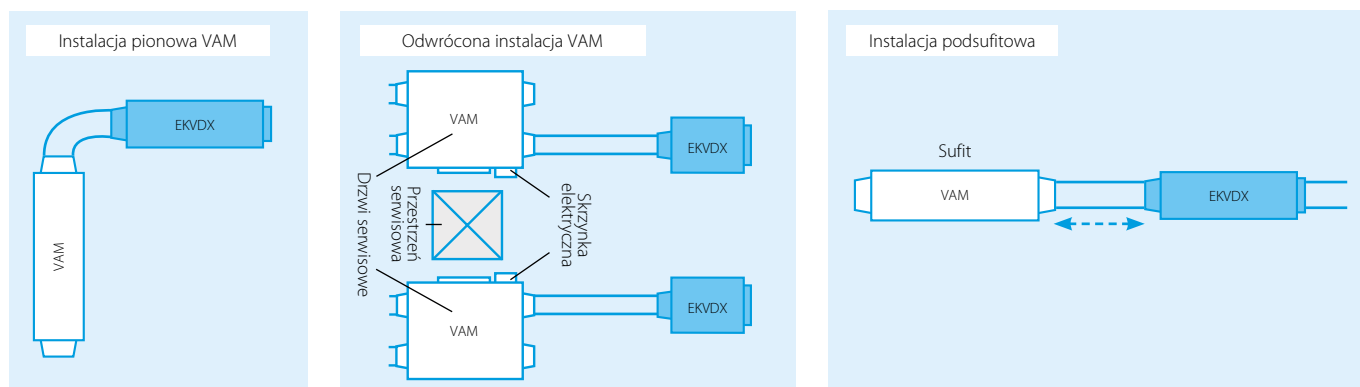 Instalacja pionowa VAM
EKVDX
VAM
Odwrócona instalacja VAM
VAM
EKVDX
Drzwi serwisowe
Przestrzeń
serwisowa
Skrzynka
elektryczna
VAM
EKVDX
Instalacja podsufitowa
Sufit
VAM
EKVDX